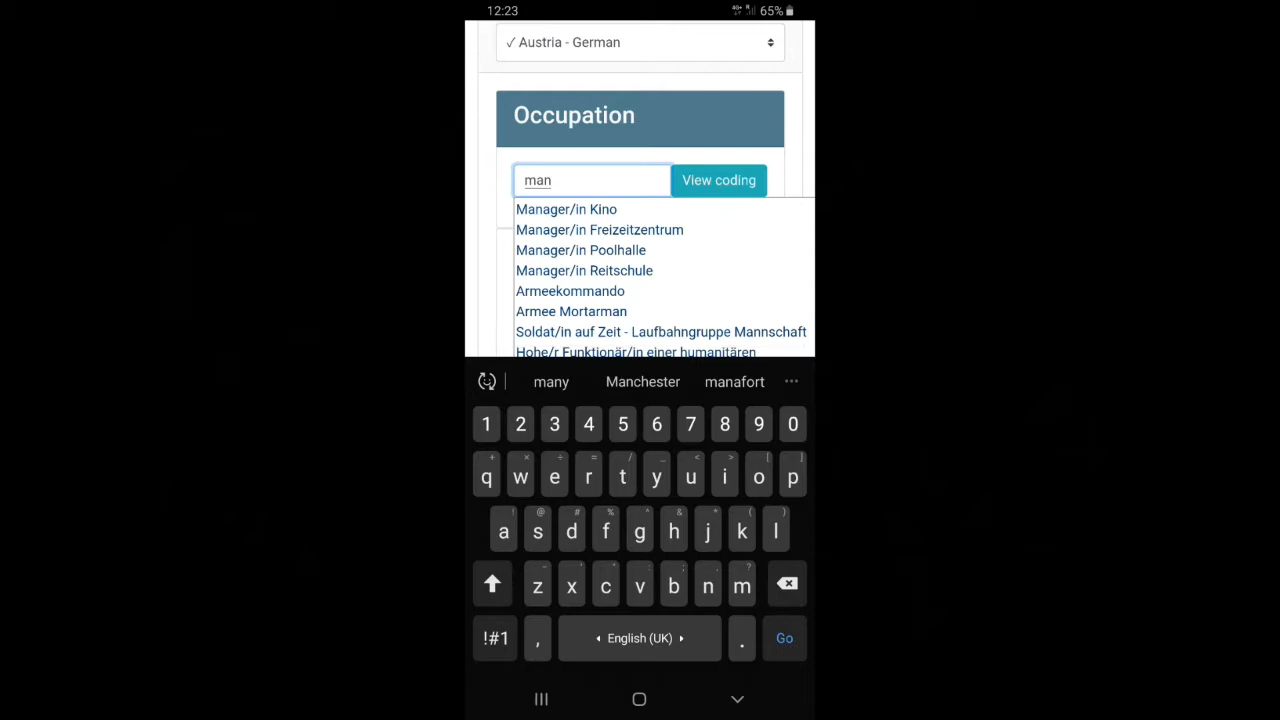 12:23 4G+ R 65%
✓ Austria - German
Occupation
man View coding
Manager/in Kino
Manager/in Freizeitzentrum
Manager/in Poolhalle
Manager/in Reitschule
Armeekommando
Armee Mortarman
Soldat/in auf Zeit - Laufbahngruppe Mannschaft
Hohe/r Funktionär/in einer humanitären
many Manchester manafort ...
1 2 3 4 5 6 7 8 9 0
+ × ÷ = / _ < > [ ]
q w e r t y u i o p
! @ # % ^ & * ( )
a s d f g h j k l
- ' " : ; , ?
z x c v b n m
!#1 , English (UK) . Go